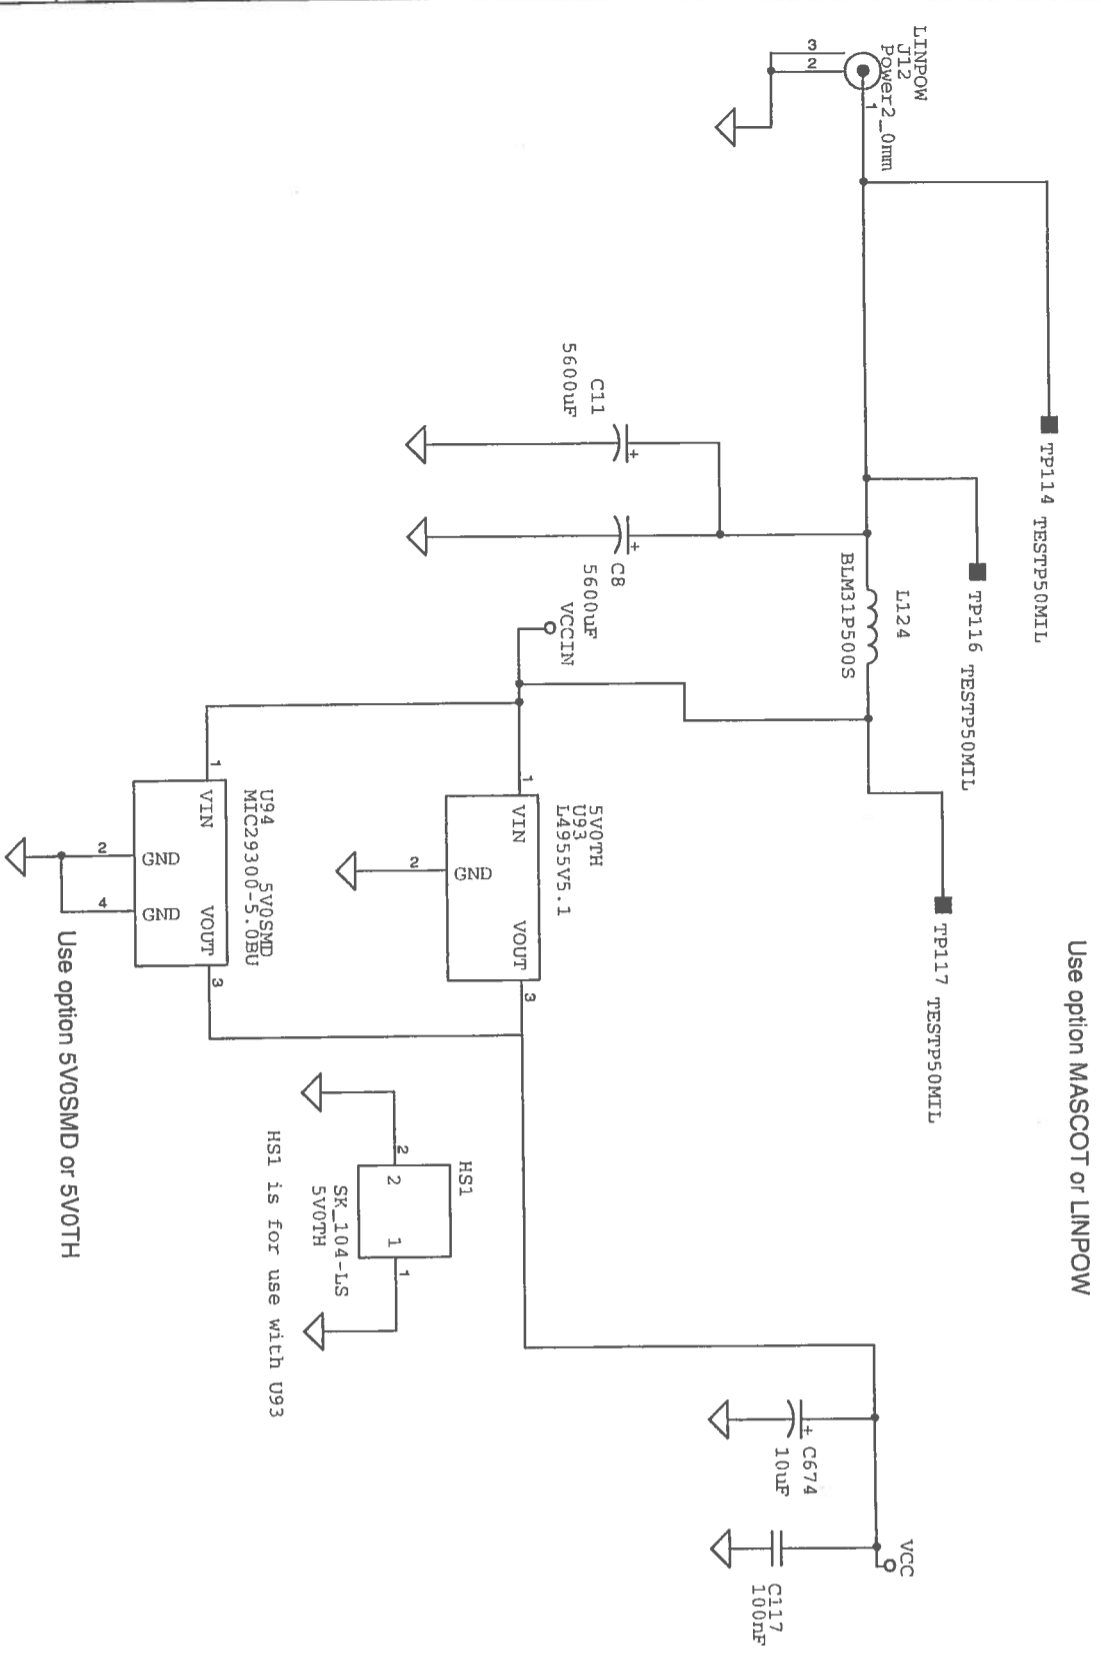 Use option MASCOT or LINPOW
TP114 TESTP50MIL
TP116 TESTP50MIL
TP117 TESTP50MIL
LINPOW
J12
Power2_0mm
3
2
1
L124
BLM31P500S
VCC
C11
5600uF
C8
5600uF
C674
10uF
+
+
+
C117
100nF
VCCIN
5V0TH
U93
L4955V5.1
1
VIN
VOUT
3
GND
2
HS1
2
2
1
1
SK_104-LS
5V0TH
HS1 is for use with U93
U94
5V0SMD
MIC29300-5.0BU
1
VIN
VOUT
3
GND
GND
2
4
Use option 5V0SMD or 5V0TH